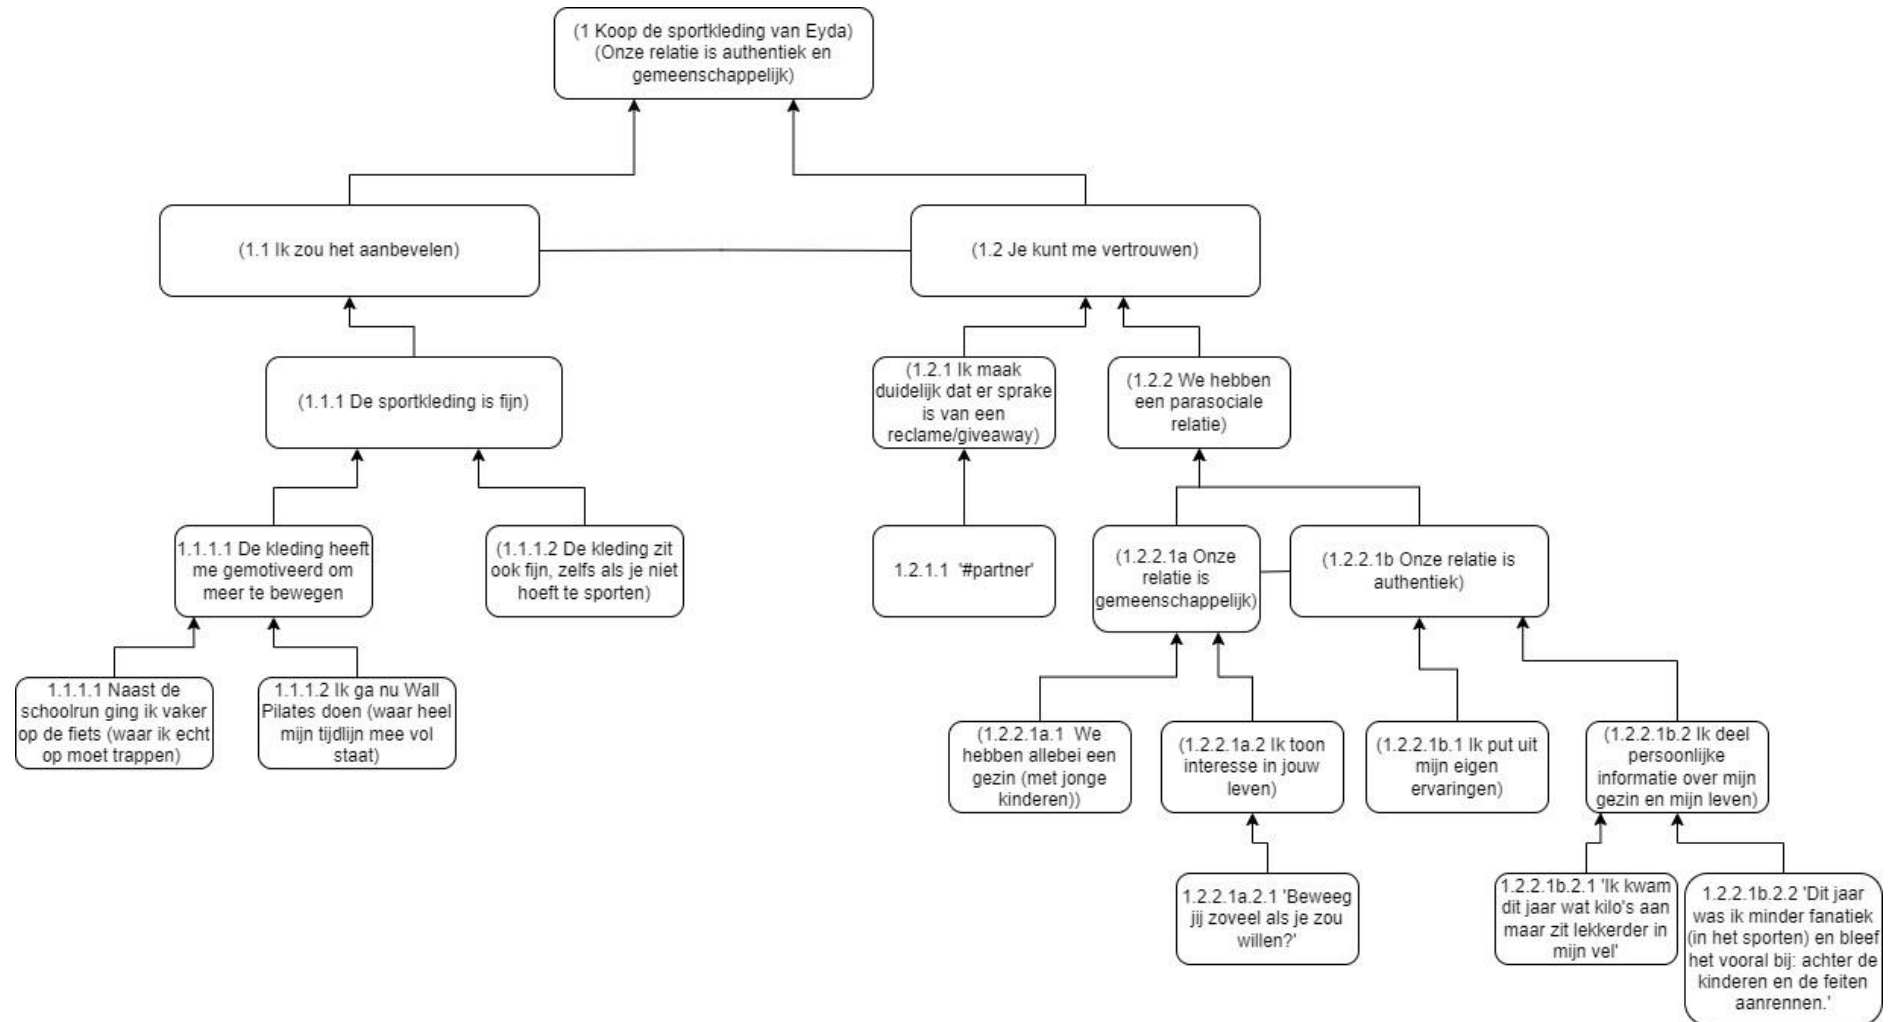 (1 Koop de sportkleding van Eyda)
(Onze relatie is authentiek en
gemeenschappelijk)
(1.1 Ik zou het aanbevelen)
(1.2 Je kunt me vertrouwen)
(1.1.1 De sportkleding is fijn)
(1.2.1 Ik maak
duidelijk dat er sprake
is van een
reclame/giveaway)
(1.2.2 We hebben
een parasociale
relatie)
1.1.1.1 De kleding heeft
me gemotiveerd om
meer te bewegen
(1.1.1.2 De kleding zit
ook fijn, zelfs als je niet
hoeft te sporten)
1.2.1.1 '#partner'
(1.2.2.1a Onze
relatie is
gemeenschappelijk)
(1.2.2.1b Onze relatie is
authentiek)
1.1.1.1 Naast de
schoolrun ging ik vaker
op de fiets (waar ik echt
op moet trappen)
1.1.1.2 Ik ga nu Wall
Pilates doen (waar heel
mijn tijdlijn mee vol
staat)
(1.2.2.1a.1 We
hebben allebei een
gezin (met jonge
kinderen))
(1.2.2.1a.2 Ik toon
interesse in jouw
leven)
(1.2.2.1b.1 Ik put uit
mijn eigen
ervaringen)
(1.2.2.1b.2 Ik deel
persoonlijke
informatie over mijn
gezin en mijn leven)
1.2.2.1a.2.1 'Beweeg
jij zoveel als je zou
willen?'
1.2.2.1b.2.1 'Ik kwam
dit jaar wat kilo's aan
maar zit lekkerder in
mijn vel'
1.2.2.1b.2.2 'Dit jaar
was ik minder fanatiek
(in het sporten) en bleef
het vooral bij: achter de
kinderen en de feiten
aanrennen.'